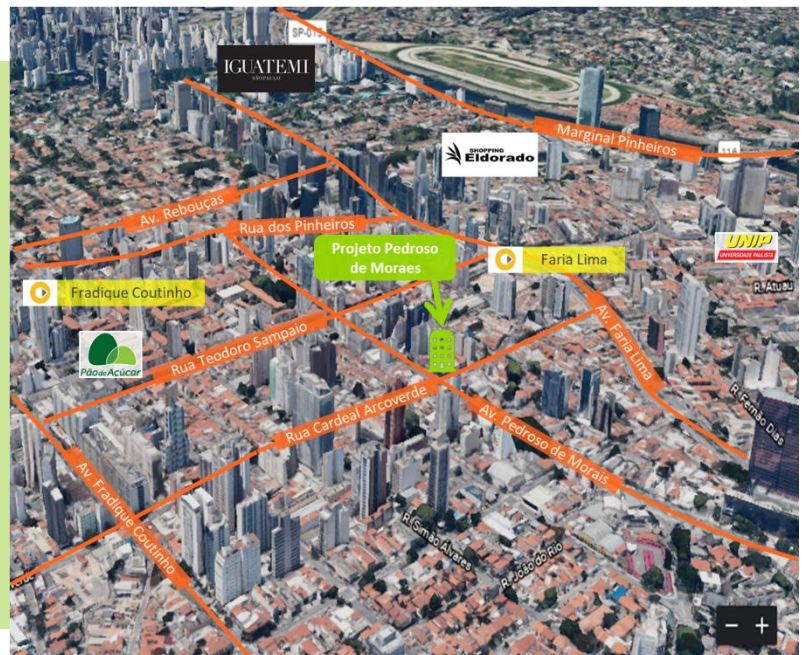 SP-015
IGUATEMI
SÃO PAULO
SHOPPING
Eldorado
Marginal Pinheiros
116
Av. Rebouças
Rua dos Pinheiros
Projeto Pedroso
de Moraes
Faria Lima
UNIP
UNIVERSIDADE PAULISTA
R. Atuau
Fradique Coutinho
Pão de Açúcar
Rua Teodoro Sampaio
Av. Faria Lima
R. Fernão Dias
Rua Cardeal Arcoverde
Av. Pedroso de Morais
Av. Fradique Coutinho
R. Simão Álvares
R. João do Rio
− +